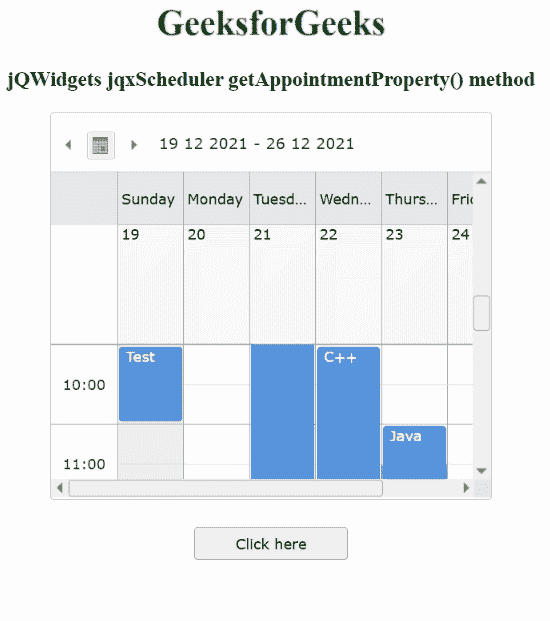 GeeksforGeeks
jQWidgets jqxScheduler getAppointmentProperty() method
19 12 2021 - 26 12 2021
Sunday Monday Tuesd... Wedn... Thurs... Fri
19 20 21 22 23 24
Test C++
10:00
Java
11:00
Click here